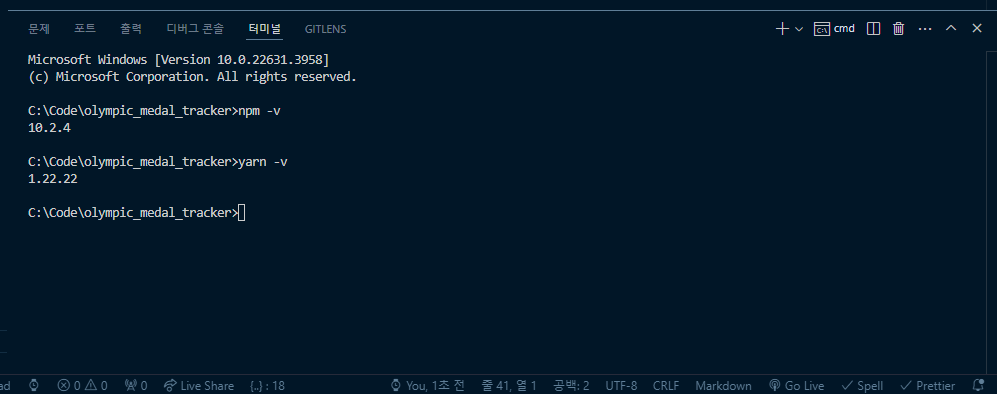 문제 포트 출력 디버그 콘솔 터미널 GITLENS cmd
Microsoft Windows [Version 10.0.22631.3958]
(c) Microsoft Corporation. All rights reserved.
C:\Code\olympic_medal_tracker>npm -v
10.2.4
C:\Code\olympic_medal_tracker>yarn -v
1.22.22
C:\Code\olympic_medal_tracker>
ad 0 0 0 Live Share {..} : 18 You, 1초 전 줄 41, 열 1 공백: 2 UTF-8 CRLF Markdown Go Live Spell Prettier